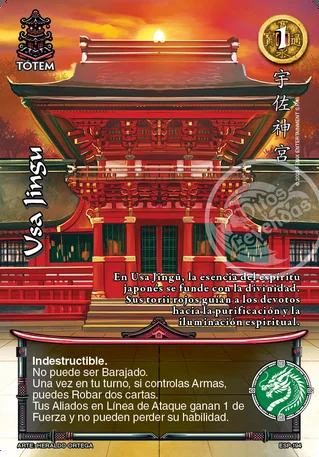 TOTEM
1
宇佐神宮
Usa Jingu
En Usa Jingū, la esencia del espíritu
japonés se funde con la divinidad.
Sus torii rojos guían a los devotos
hacia la purificación y la
iluminación espiritual.
Indestructible.
No puede ser Barajado.
Una vez en tu turno, si controlas Armas,
puedes Robar dos cartas.
Tus Aliados en Línea de Ataque ganan 1 de
Fuerza y no pueden perder su habilidad.
ARTE: HERALDO ORTEGA